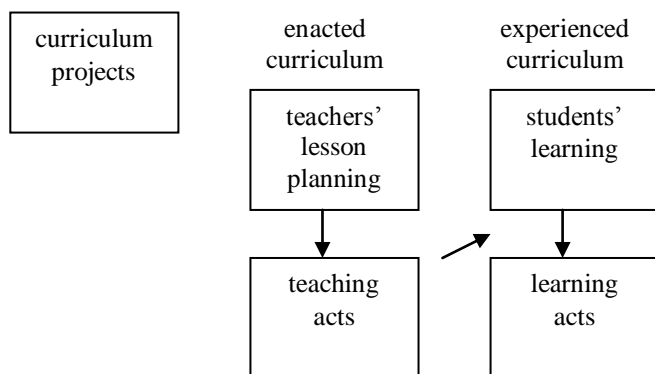 curriculum
projects
enacted
curriculum
teachers’
lesson
planning
teaching
acts
experienced
curriculum
students’
learning
learning
acts